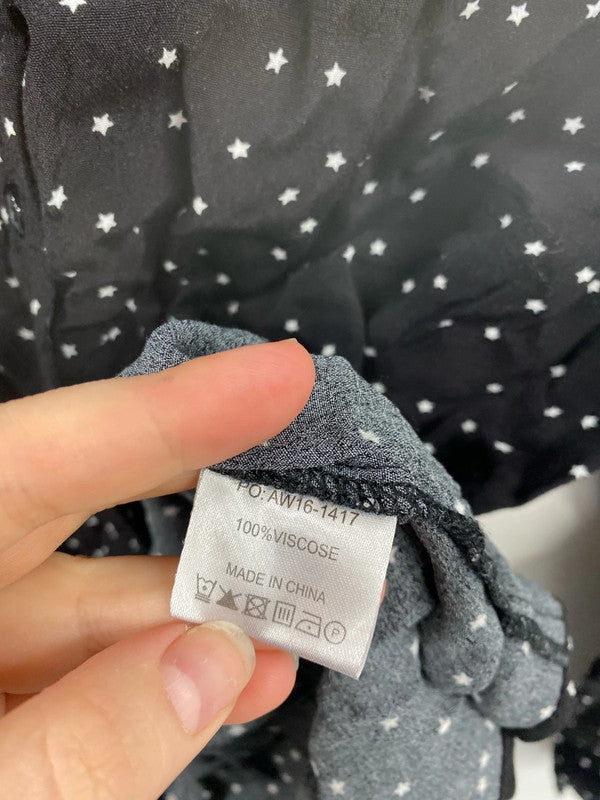 PO: AW16-1417
100%VISCOSE
MADE IN CHINA
P